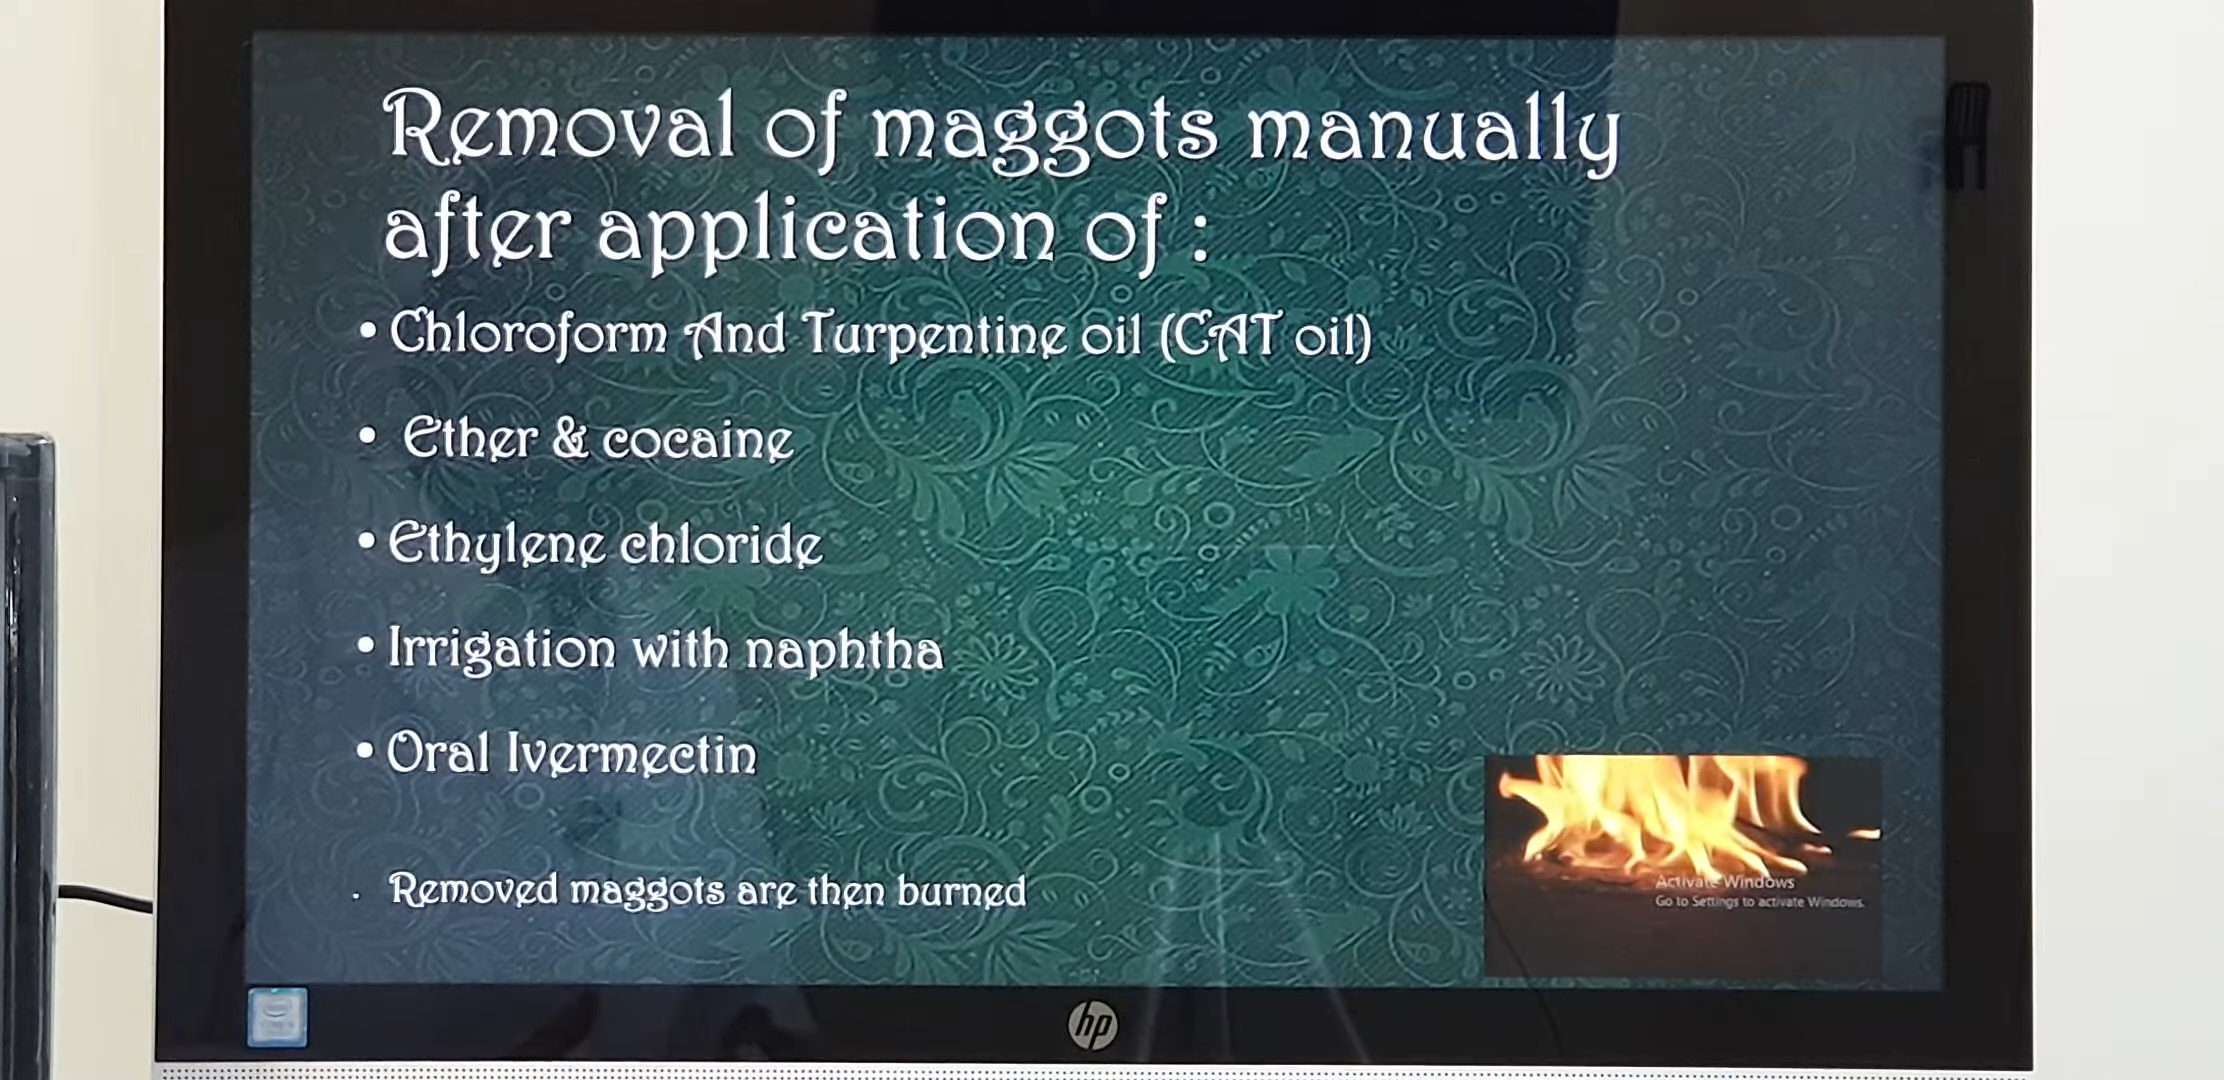 Removal of maggots manually
after application of :
• Chloroform And Turpentine oil (CAT oil)
• Ether & cocaine
• Ethylene chloride
• Irrigation with naphtha
• Oral Ivermectin
. Removed maggots are then burned
Activate Windows
Go to Settings to activate Windows.
hp